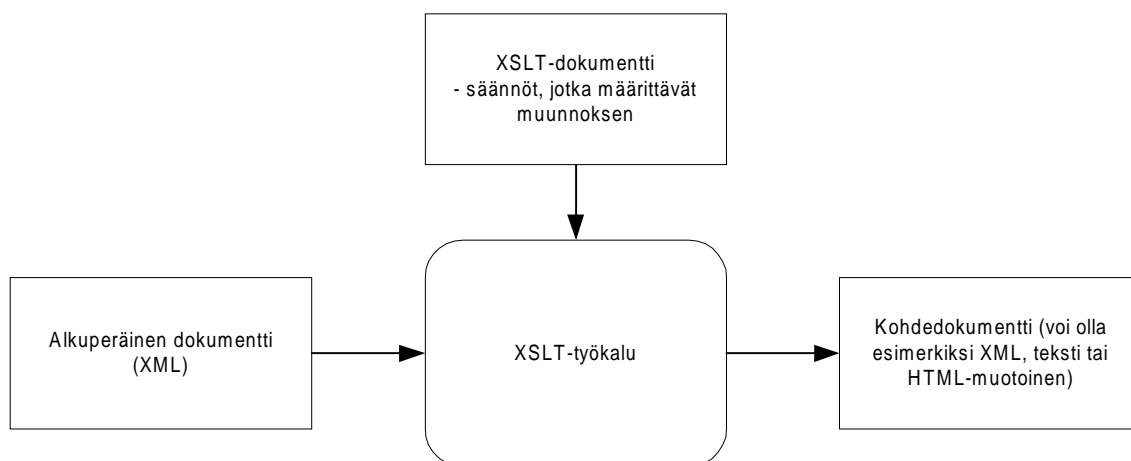 XSLT-dokumentti
- säännöt, jotka määrittävät
muunnoksen
Alkuperäinen dokumentti
(XML)
XSLT-työkalu
Kohdedokumentti (voi olla
esimerkiksi XML, teksti tai
HTML-muotoinen)